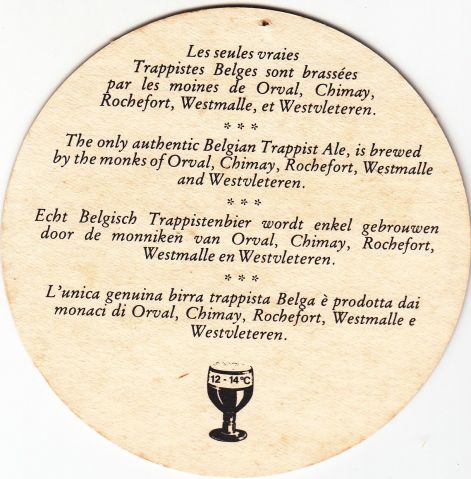 Les seules vraies
Trappistes Belges sont brassées
par les moines de Orval, Chimay,
Rochefort, Westmalle, et Westvleteren.
* * *
The only authentic Belgian Trappist Ale, is brewed
by the monks of Orval, Chimay, Rochefort, Westmalle
and Westvleteren.
* * *
Echt Belgisch Trappistenbier wordt enkel gebrouwen
door de monniken van Orval, Chimay, Rochefort,
Westmalle en Westvleteren.
* * *
L'unica genuina birra trappista Belga è prodotta dai
monaci di Orval, Chimay, Rochefort, Westmalle e
Westvleteren.
12 - 14°C